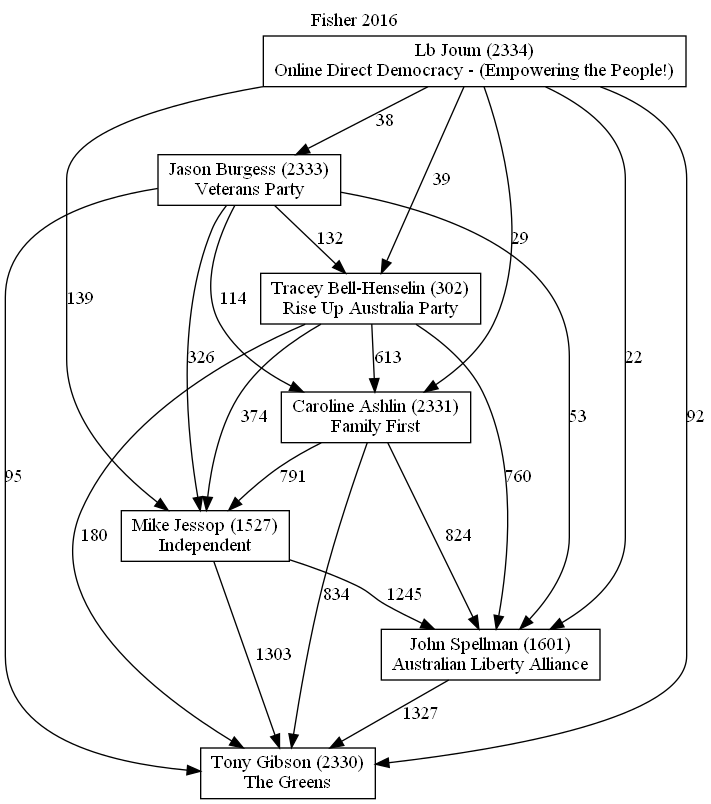 Fisher 2016
Lb Joum (2334)
Online Direct Democracy - (Empowering the People!)
38
Jason Burgess (2333)
Veterans Party
39
132
29
Tracey Bell-Henselin (302)
Rise Up Australia Party
139
114
326
613
22
Caroline Ashlin (2331)
Family First
374
53
92
95
791
760
Mike Jessop (1527)
Independent
180
824
834
1245
John Spellman (1601)
Australian Liberty Alliance
1303
1327
Tony Gibson (2330)
The Greens